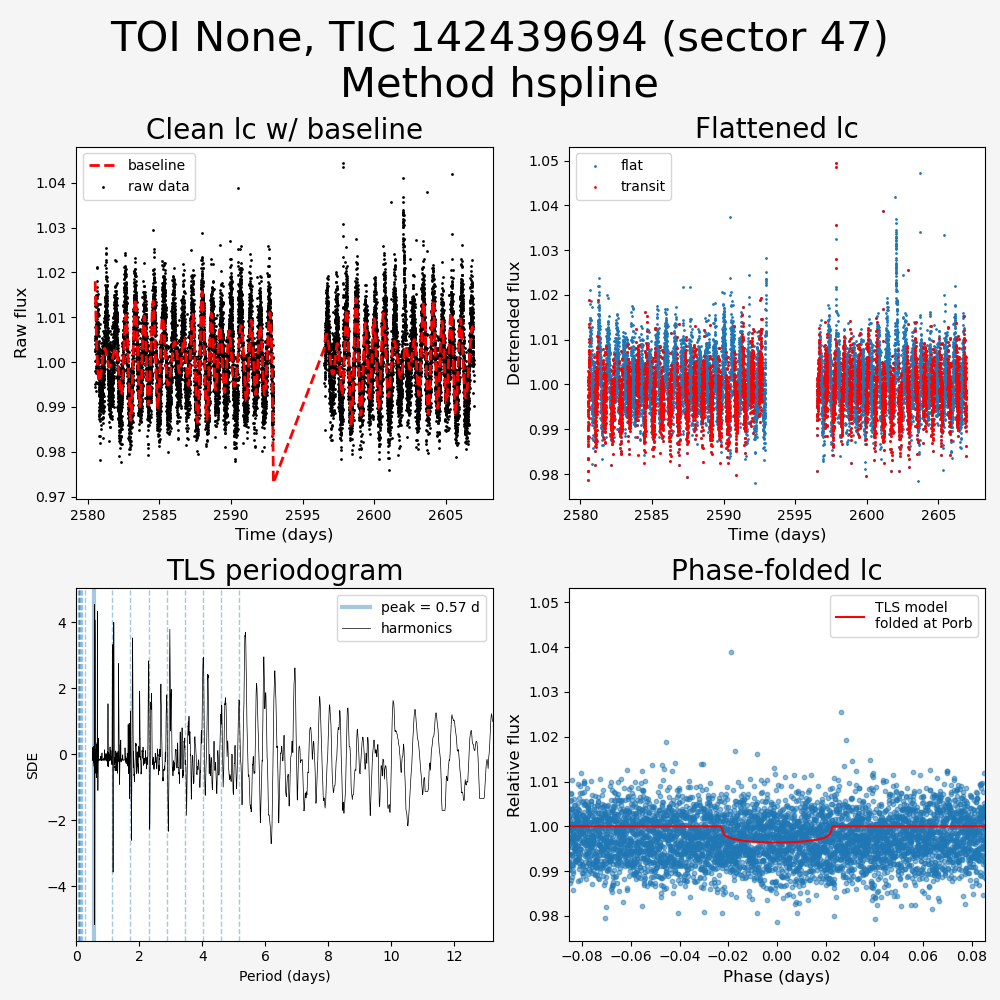 TOI None, TIC 142439694 (sector 47)
Method hspline
Clean lc w/ baseline
baseline
raw data
Raw flux
1.04
1.03
1.02
1.01
1.00
0.99
0.98
0.97
2580 2585 2590 2595 2600 2605
Time (days)
Flattened lc
flat
transit
Detrended flux
1.05
1.04
1.03
1.02
1.01
1.00
0.99
0.98
2580 2585 2590 2595 2600 2605
Time (days)
TLS periodogram
peak = 0.57 d
harmonics
SDE
4
2
0
−2
−4
0 2 4 6 8 10 12
Period (days)
Phase-folded lc
TLS model
folded at Porb
Relative flux
1.05
1.04
1.03
1.02
1.01
1.00
0.99
0.98
−0.08 −0.06 −0.04 −0.02 0.00 0.02 0.04 0.06 0.08
Phase (days)